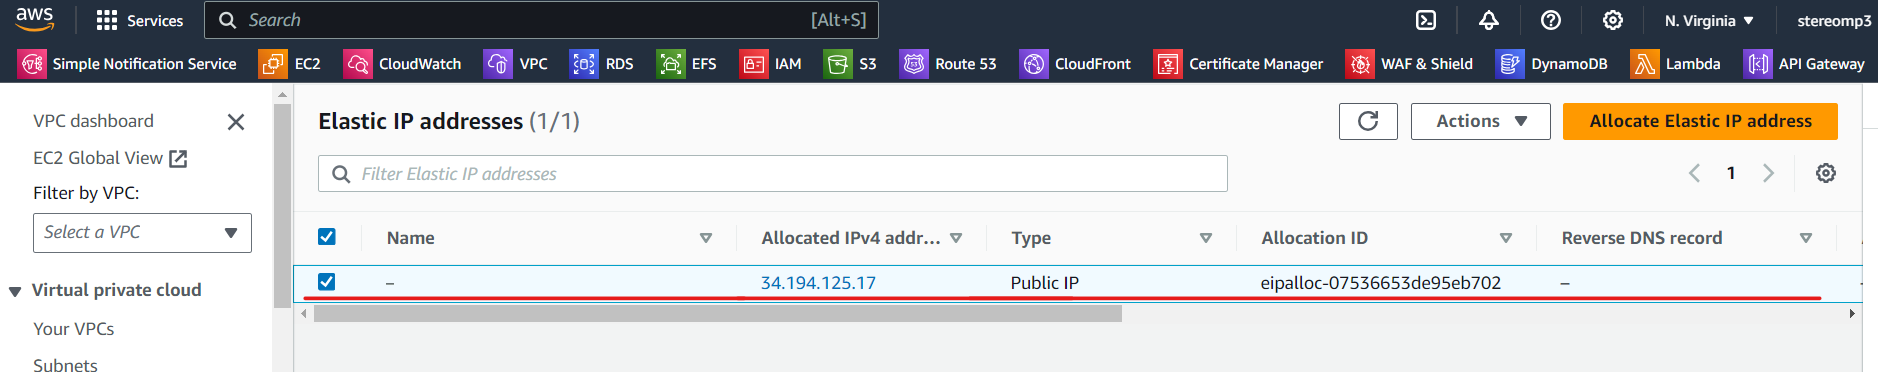 aws Services Search [Alt+S] N. Virginia stereomp3
Simple Notification Service EC2 CloudWatch VPC RDS EFS IAM S3 Route 53 CloudFront Certificate Manager WAF & Shield DynamoDB Lambda API Gateway
VPC dashboard
EC2 Global View
Filter by VPC:
Select a VPC
Virtual private cloud
Your VPCs
Subnets
Elastic IP addresses (1/1)
Actions
Allocate Elastic IP address
Filter Elastic IP addresses
1
Name Allocated IPv4 addr... Type Allocation ID Reverse DNS record
– 34.194.125.17 Public IP eipalloc-07536653de95eb702 –